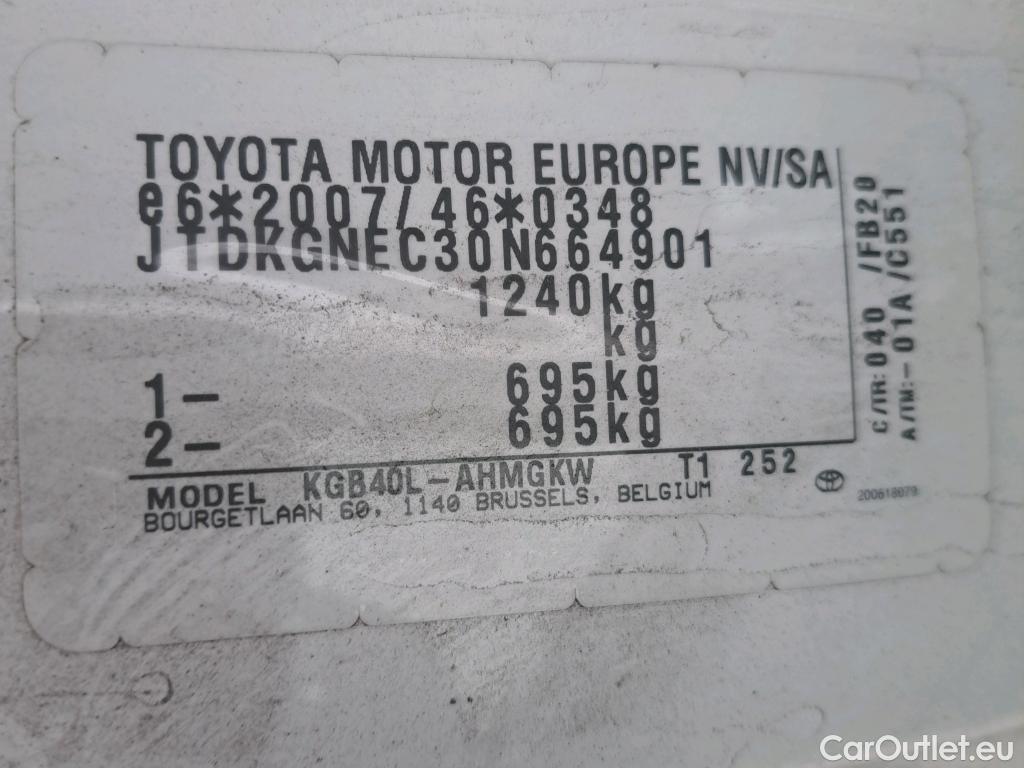 TOYOTA MOTOR EUROPE NV/SA
e6*2007/46*0348
JTDKGNEC30N664901
1240kg
kg
1- 695kg
2- 695kg
MODEL KGB40L-AHMGKW T1 252
BOURGETLAAN 60, 1140 BRUSSELS, BELGIUM
C/TR:040 /FB20
A/TM:-01A /C551
200618079
CarOutlet.eu